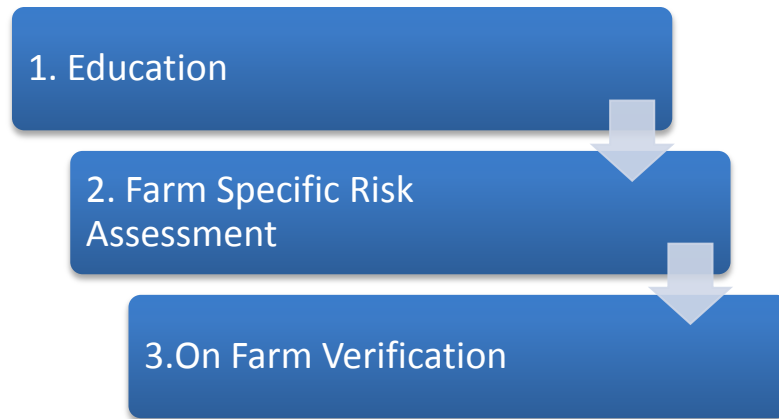 1. Education
2. Farm Specific Risk
Assessment
3.On Farm Verification